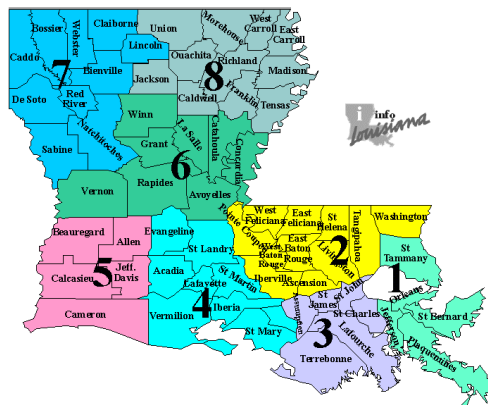 Claiborne
Union
Morehouse
West
Carroll
East
Carroll
Bossier
Webster
Lincoln
Ouachita
Richland
Caddo
7
Bienville
Jackson
8
Madison
Franklin
Caldwell
Tensas
De Soto
Red
River
Natchitoches
Winn
La Salle
Catahoula
Concordia
Sabine
Grant
6
Rapides
Vernon
Avoyelles
i info
Louisiana
Beauregard
Allen
Evangeline
St Landry
Pointe Coupee
West
Feliciana
East
Feliciana
St
Helena
Tangipahoa
Washington
2
West
Baton
Rouge
East
Baton
Rouge
Livingston
St
Tammany
Calcasieu
5
Jeff.
Davis
Acadia
Lafayette
St Martin
Iberville
Ascension
1
Cameron
Vermilion
4
Iberia
St Mary
Assumption
St
James
St John
St Charles
Orleans
Jefferson
St Bernard
Plaquemines
3
Lafourche
Terrebonne